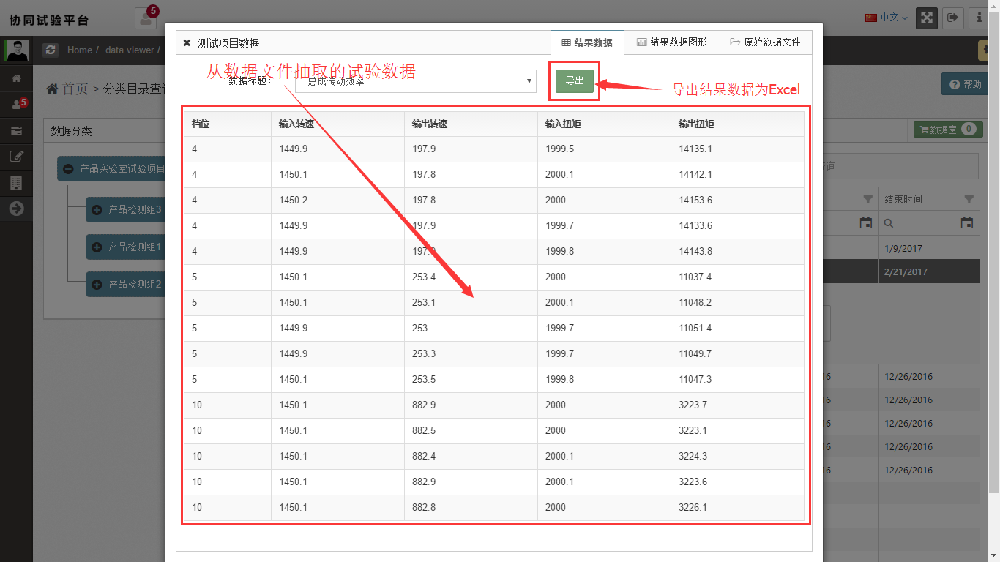 协同试验平台
5
中文
Home / data viewer /
首页 > 分类目录查询
帮助
5
数据分类
产品实验室试验项目
产品检测组3
产品检测组1
产品检测组2
测试项目数据
结果数据
结果数据图形
原始数据文件
从数据文件抽取的试验数据
数据标题：
总成传动效率
导出
导出结果数据为Excel
档位 输入转速 输出转速 输入扭矩 输出扭矩
4 1449.9 197.9 1999.5 14135.1
4 1450.1 197.8 2000.1 14142.1
4 1450.2 197.8 2000 14153.6
4 1449.9 197.9 1999.7 14133.6
4 1449.9 197.9 1999.8 14143.8
5 1450.1 253.4 2000 11037.4
5 1450.1 253.1 2000.1 11048.2
5 1449.9 253 1999.7 11051.4
5 1449.9 253.3 1999.7 11049.7
5 1450.1 253.5 1999.8 11047.3
10 1450.1 882.9 2000 3223.7
10 1450.1 882.5 2000 3223.1
10 1450.1 882.4 2000.1 3224.3
10 1450.1 882.9 2000.1 3223.6
10 1450.1 882.8 2000 3226.1
数据筐 0
询
结束时间
1/9/2017
2/21/2017
16 12/26/2016
16 12/26/2016
16 12/26/2016
16 12/26/2016
16 12/26/2016